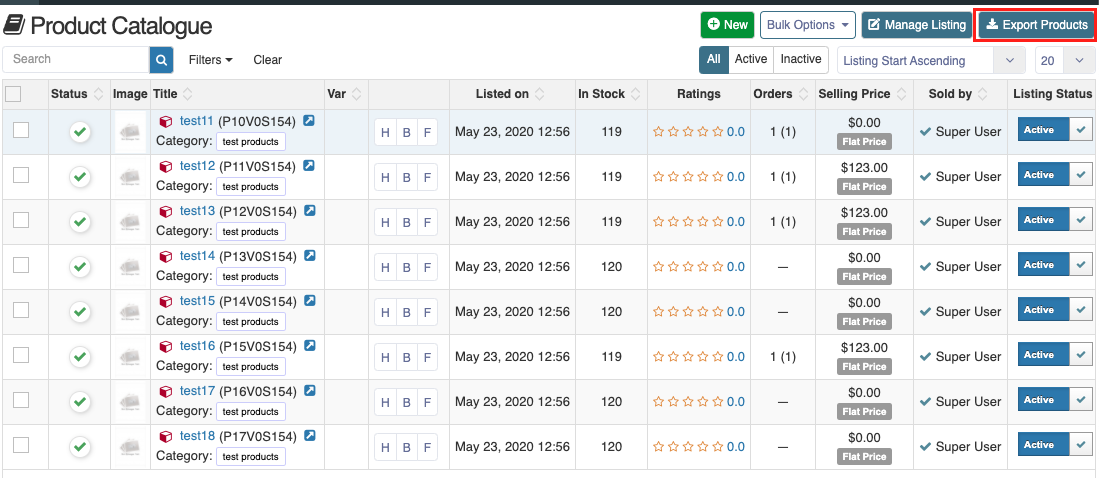 Product Catalogue New Bulk Options Manage Listing Export Products
Search Filters Clear All Active Inactive Listing Start Ascending 20
Status Image Title Var Listed on In Stock Ratings Orders Selling Price Sold by Listing Status
test11 (P10V0S154) H B F May 23, 2020 12:56 119 0.0 1 (1) $0.00 Super User Active
Category: test products Flat Price
test12 (P11V0S154) H B F May 23, 2020 12:56 119 0.0 1 (1) $123.00 Super User Active
Category: test products Flat Price
test13 (P12V0S154) H B F May 23, 2020 12:56 119 0.0 1 (1) $123.00 Super User Active
Category: test products Flat Price
test14 (P13V0S154) H B F May 23, 2020 12:56 120 0.0 — $0.00 Super User Active
Category: test products Flat Price
test15 (P14V0S154) H B F May 23, 2020 12:56 120 0.0 — $0.00 Super User Active
Category: test products Flat Price
test16 (P15V0S154) H B F May 23, 2020 12:56 119 0.0 1 (1) $123.00 Super User Active
Category: test products Flat Price
test17 (P16V0S154) H B F May 23, 2020 12:56 120 0.0 — $0.00 Super User Active
Category: test products Flat Price
test18 (P17V0S154) H B F May 23, 2020 12:56 120 0.0 — $0.00 Super User Active
Category: test products Flat Price